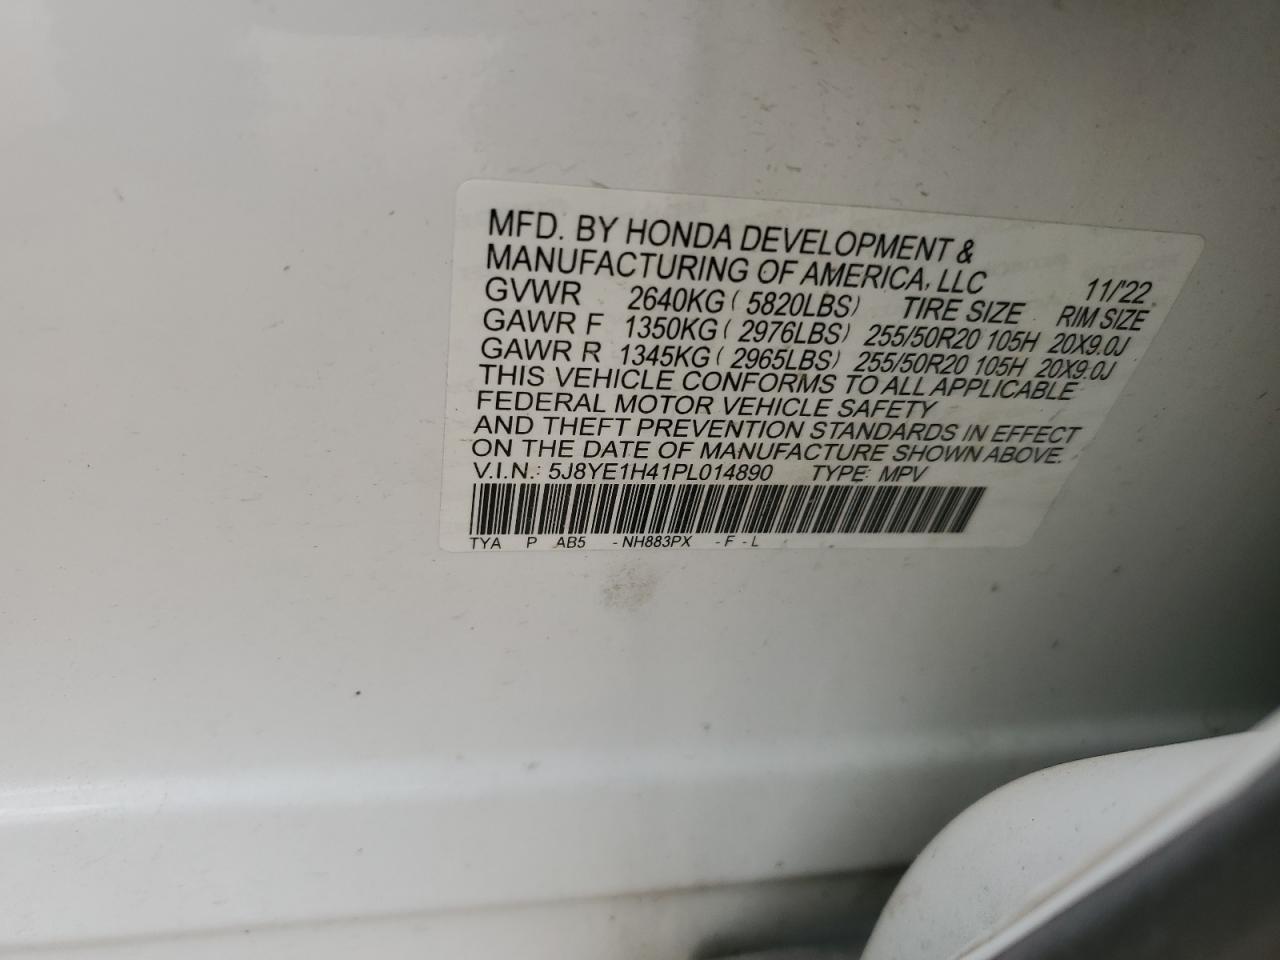 MFD. BY HONDA DEVELOPMENT &
MANUFACTURING OF AMERICA, LLC 11/'22
GVWR 2640KG ( 5820LBS) TIRE SIZE RIM SIZE
GAWR F 1350KG ( 2976LBS) 255/50R20 105H 20X9.0J
GAWR R 1345KG ( 2965LBS) 255/50R20 105H 20X9.0J
THIS VEHICLE CONFORMS TO ALL APPLICABLE
FEDERAL MOTOR VEHICLE SAFETY
AND THEFT PREVENTION STANDARDS IN EFFECT
ON THE DATE OF MANUFACTURE SHOWN ABOVE.
V.I.N.: 5J8YE1H41PL014890 TYPE: MPV
TYA P AB5 - NH883PX - F - L